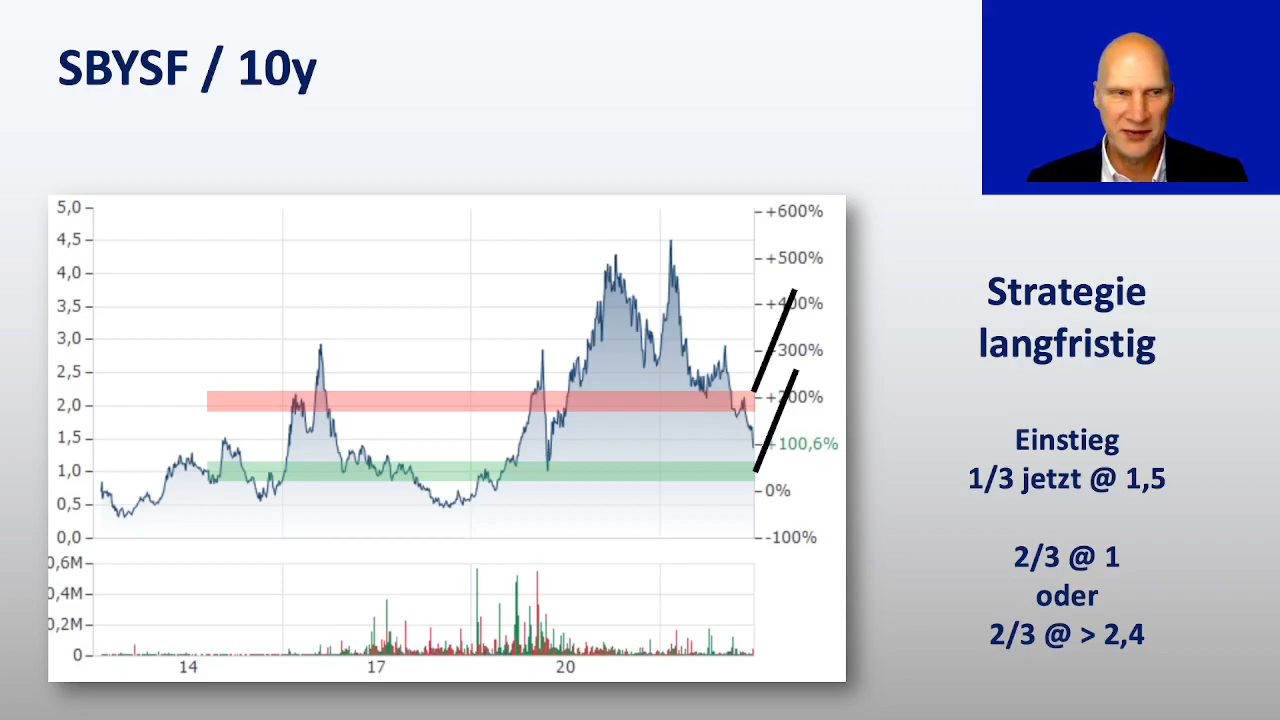 SBYSF / 10y
5,0
4,5
4,0
3,5
3,0
2,5
2,0
1,5
1,0
0,5
0,0
+600%
+500%
+400%
+300%
+200%
+100,6%
0%
-100%
0,6M
0,4M
0,2M
0
14
17
20
Strategie
langfristig
Einstieg
1/3 jetzt @ 1,5
2/3 @ 1
oder
2/3 @ > 2,4